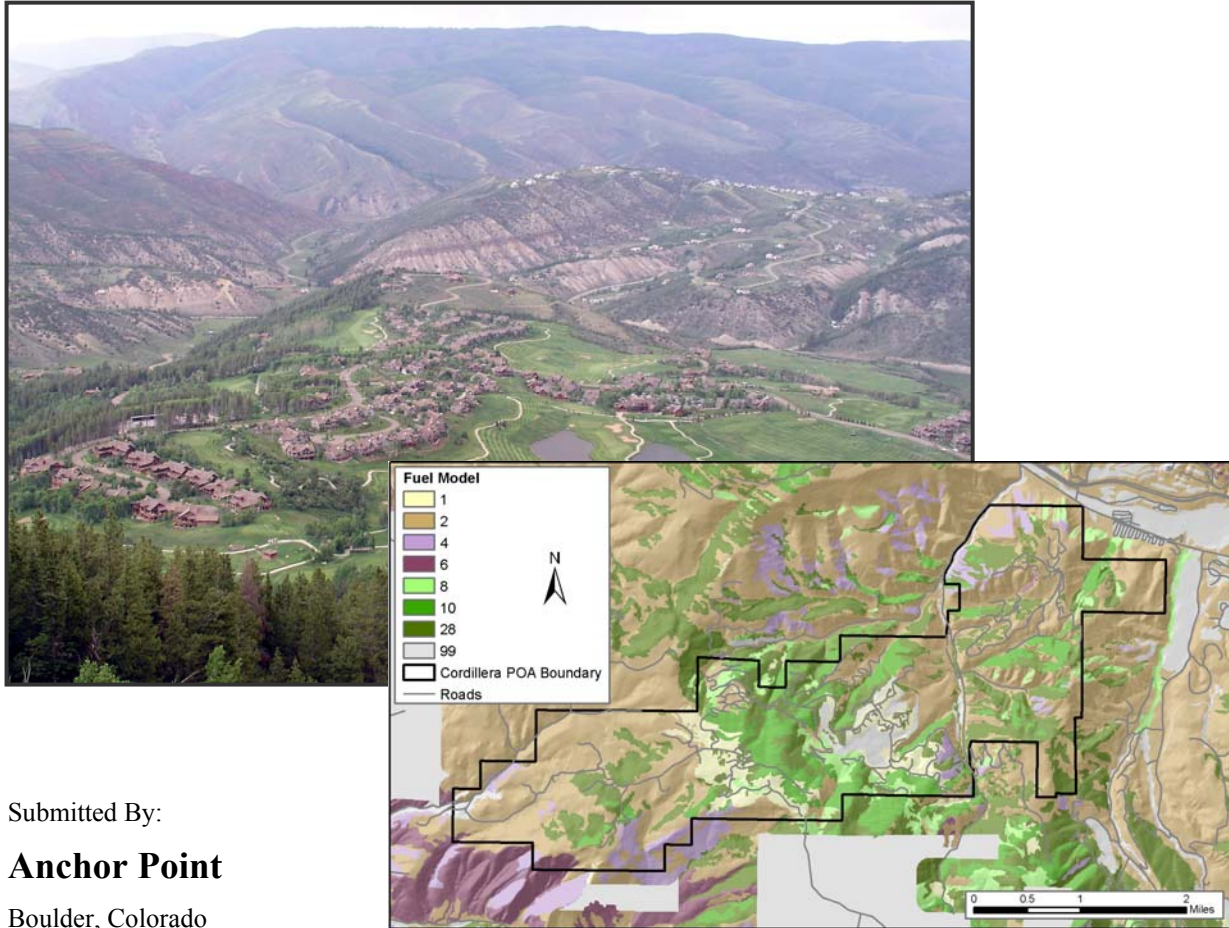 Fuel Model
1
2
4
6
8
10
28
99
Cordillera POA Boundary
Roads
N
0 0.5 1 2
Miles
Submitted By:
Anchor Point
Boulder, Colorado